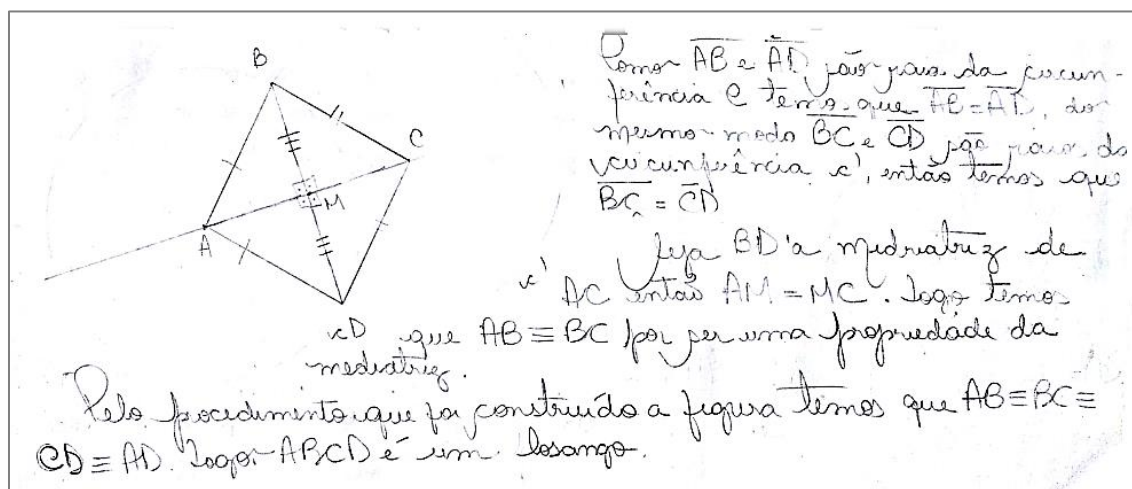 B
C
M
A
D
Como AB e AD são raios da circun-
ferência C temos que AB = AD, do
mesmo modo BC e CD são raios da
circunferência c', então temos que
BC = CD
Seja BD a mediatriz de
AC então AM = MC. Logo temos
que AB ≡ BC por ser uma propriedade da
mediatriz.
Pelo procedimento que foi construído a figura temos que AB ≡ BC ≡
CD ≡ AD. Logo ABCD é um losango.